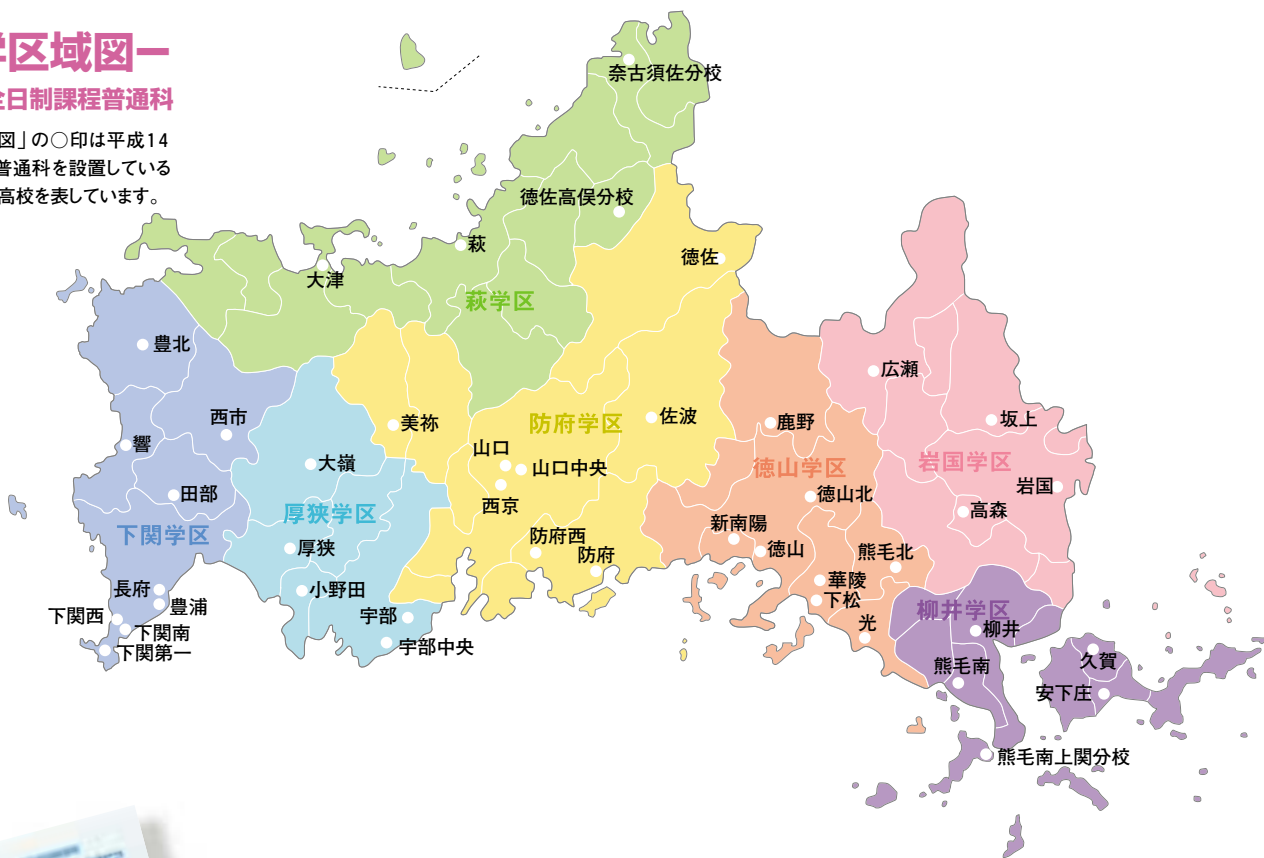 学区域図ー
全日制課程普通科
図」の○印は平成14
普通科を設置している
高校を表しています。
奈古須佐分校
徳佐高俣分校
萩
徳佐
大津
萩学区
豊北
広瀬
西市
美祢
防府学区
佐波
鹿野
坂上
響
山口
大嶺
山口中央
徳山学区
岩国学区
岩国
田部
西京
徳山北
高森
下関学区
厚狭学区
新南陽
防府西
徳山
熊毛北
厚狭
防府
長府
小野田
華陵
豊浦
下松
柳井学区
下関西
宇部
光
柳井
下関南
宇部中央
下関第一
熊毛南
久賀
安下庄
熊毛南上関分校